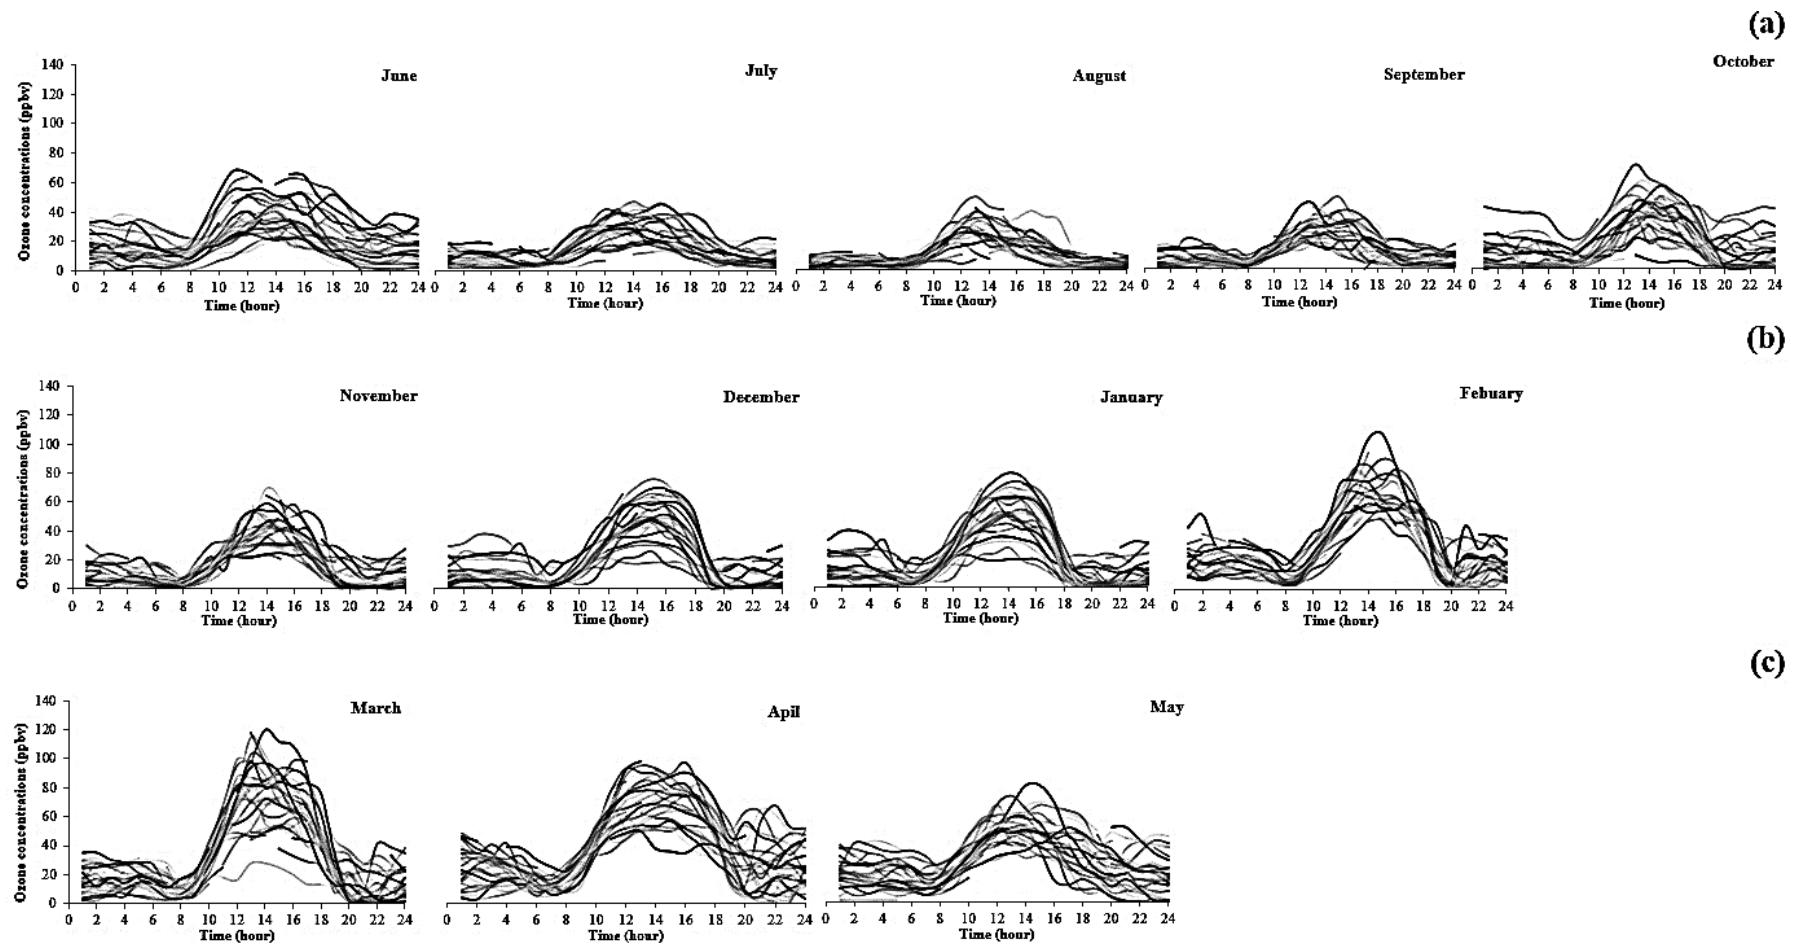 (a)
June
July
August
September
October
Ozone concentrations (ppbv)
140
120
100
80
60
40
20
0
0 2 4 6 8 10 12 14 16 18 20 22 24
0 2 4 6 8 10 12 14 16 18 20 22 24
0 2 4 6 8 10 12 14 16 18 20 22 24
0 2 4 6 8 10 12 14 16 18 20 22 24
0 2 4 6 8 10 12 14 16 18 20 22 24
Time (hour)
Time (hour)
Time (hour)
Time (hour)
Time (hour)
(b)
November
December
January
Febuary
Ozone concentrations (ppbv)
140
120
100
80
60
40
20
0
0 2 4 6 8 10 12 14 16 18 20 22 24
0 2 4 6 8 10 12 14 16 18 20 22 24
0 2 4 6 8 10 12 14 16 18 20 22 24
0 2 4 6 8 10 12 14 16 18 20 22 24
Time (hour)
Time (hour)
Time (hour)
Time (hour)
(c)
March
Apil
May
Ozone concentrations (ppbv)
140
120
100
80
60
40
20
0
0 2 4 6 8 10 12 14 16 18 20 22 24
0 2 4 6 8 10 12 14 16 18 20 22 24
0 2 4 6 8 10 12 14 16 18 20 22 24
Time (hour)
Time (hour)
Time (hour)